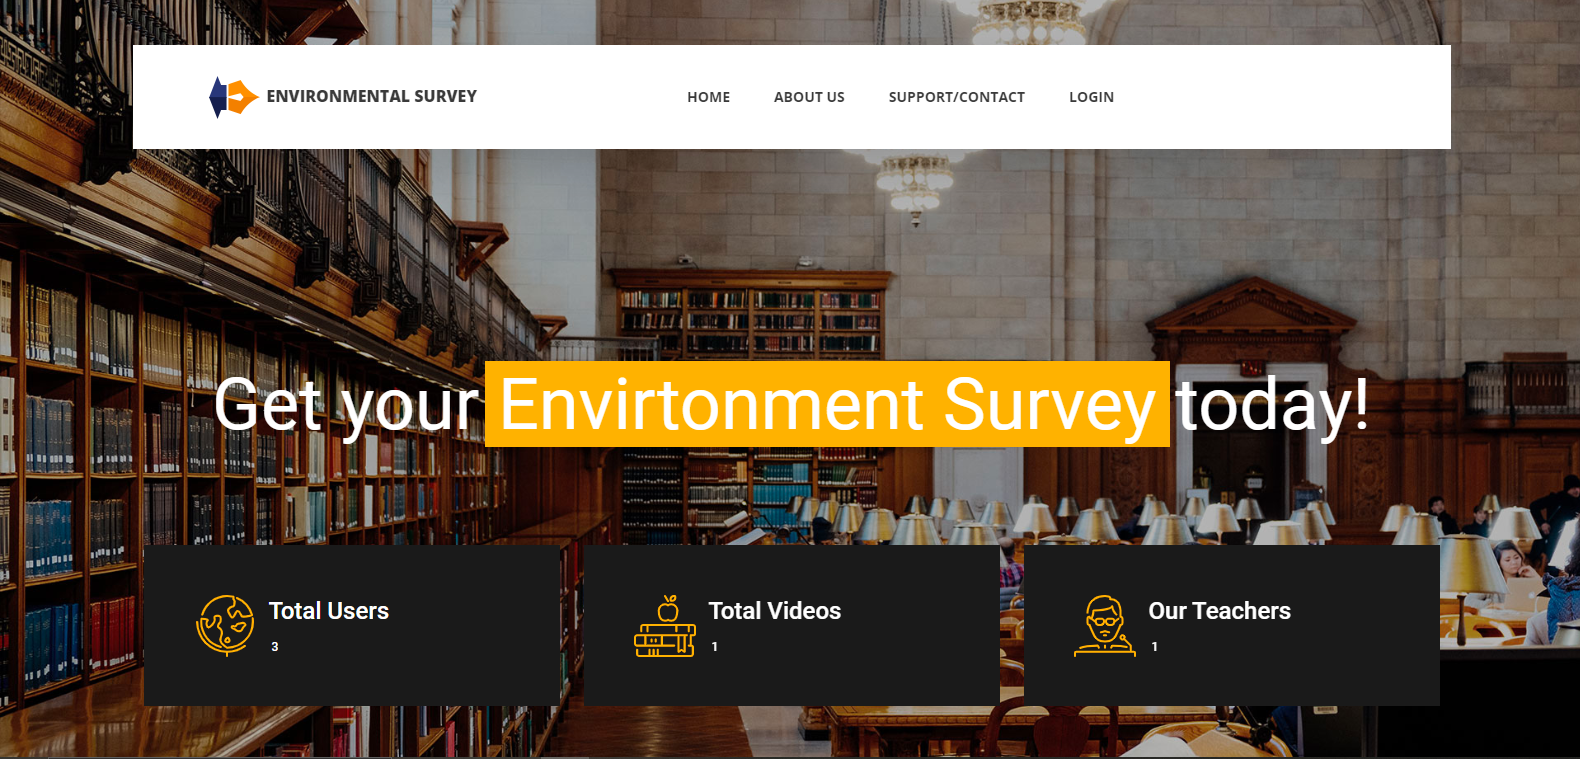 ENVIRONMENTAL SURVEY
HOME ABOUT US SUPPORT/CONTACT LOGIN
Get your Envirtonment Survey today!
Total Users
3
Total Videos
1
Our Teachers
1